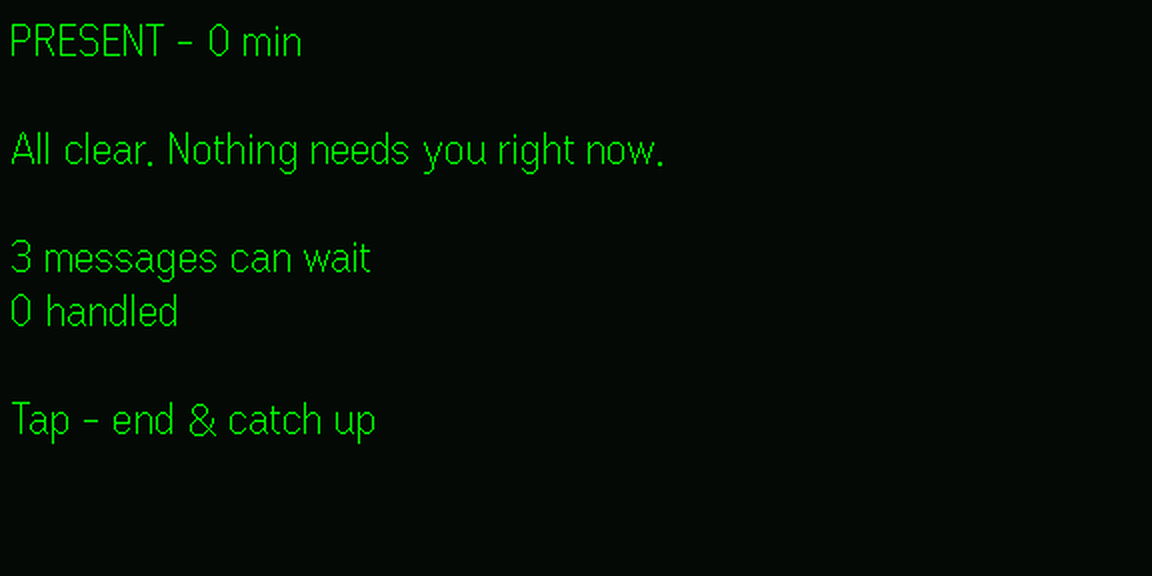 PRESENT - 0 min
All clear. Nothing needs you right now.
3 messages can wait
0 handled
Tap - end & catch up